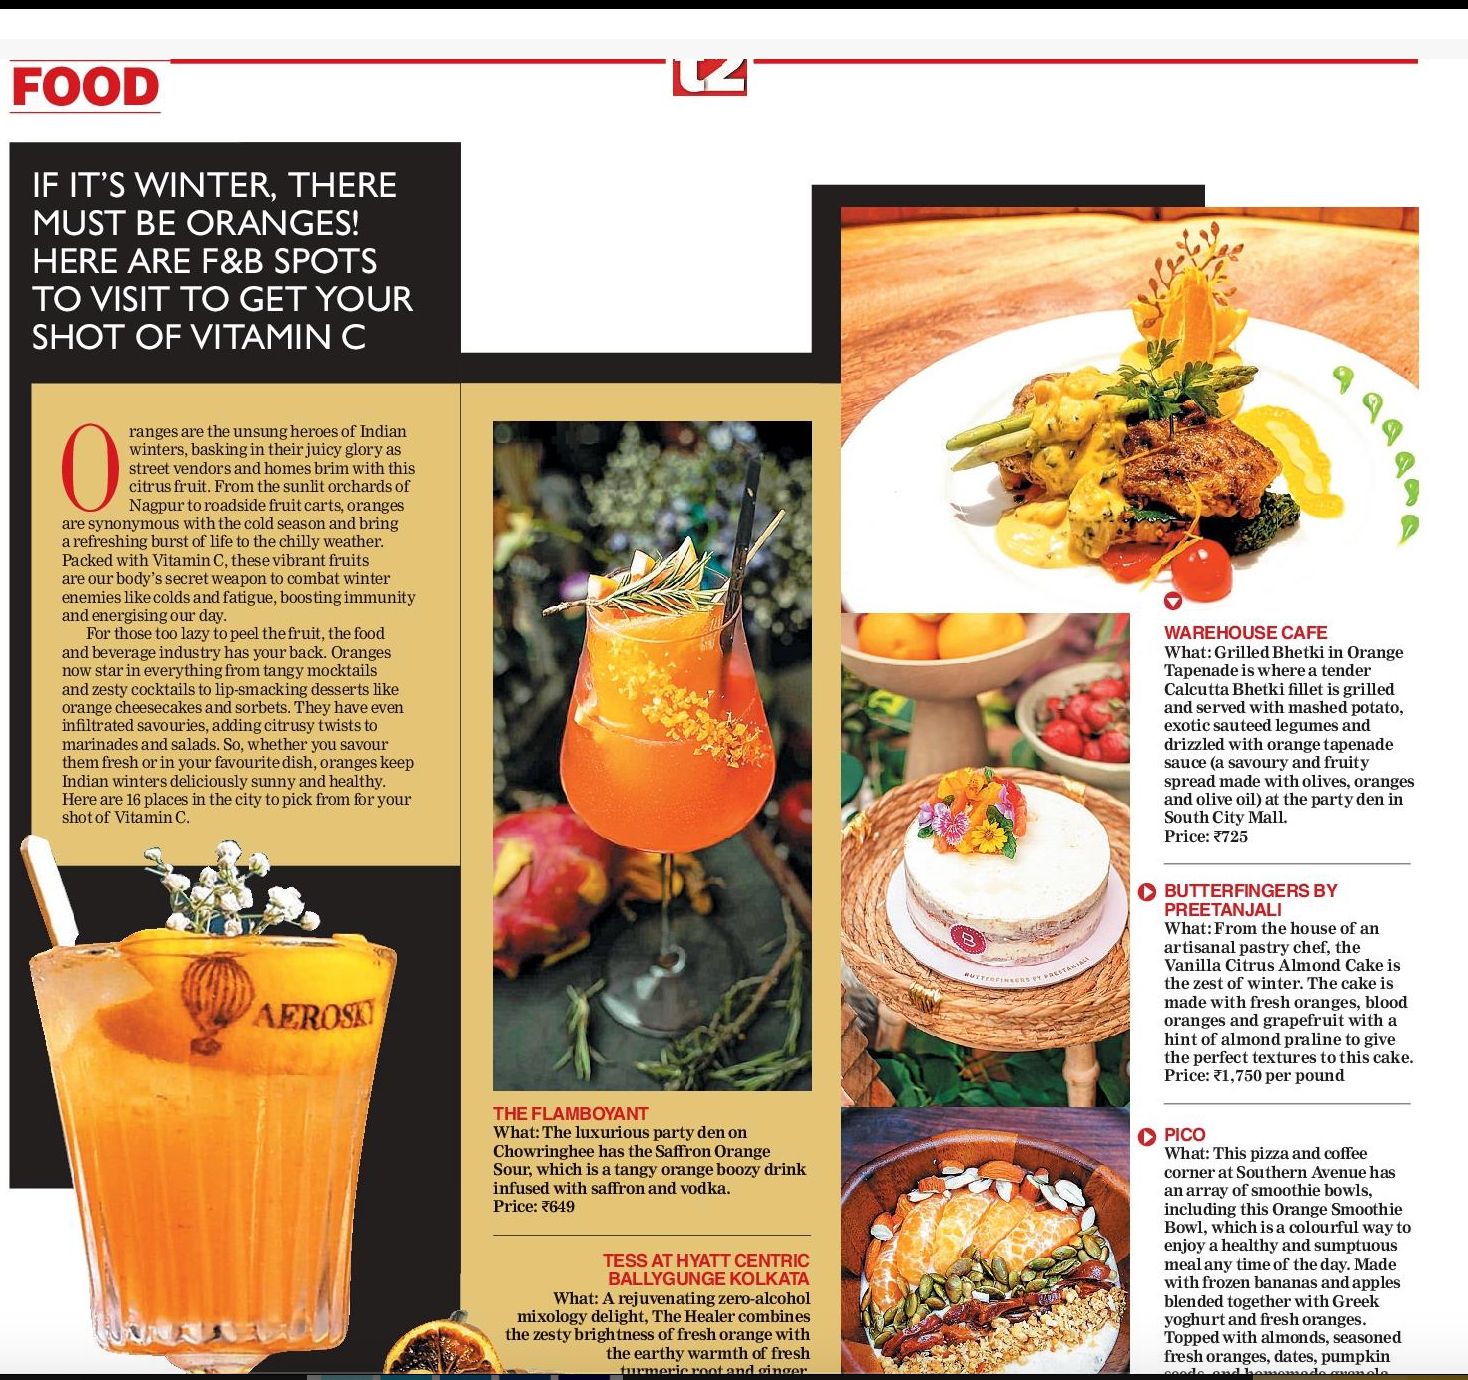 FOOD
t2
IF IT'S WINTER, THERE
MUST BE ORANGES!
HERE ARE F&B SPOTS
TO VISIT TO GET YOUR
SHOT OF VITAMIN C
Oranges are the unsung heroes of Indian
winters, basking in their juicy glory as
street vendors and homes brim with this
citrus fruit. From the sunlit orchards of
Nagpur to roadside fruit carts, oranges
are synonymous with the cold season and bring
a refreshing burst of life to the chilly weather.
Packed with Vitamin C, these vibrant fruits
are our body's secret weapon to combat winter
enemies like colds and fatigue, boosting immunity
and energising our day.
For those too lazy to peel the fruit, the food
and beverage industry has your back. Oranges
now star in everything from tangy mocktails
and zesty cocktails to lip-smacking desserts like
orange cheesecakes and sorbets. They have even
infiltrated savouries, adding citrusy twists to
marinades and salads. So, whether you savour
them fresh or in your favourite dish, oranges keep
Indian winters deliciously sunny and healthy.
Here are 16 places in the city to pick from for your
shot of Vitamin C.
AEROSKY
THE FLAMBOYANT
What: The luxurious party den on
Chowringhee has the Saffron Orange
Sour, which is a tangy orange boozy drink
infused with saffron and vodka.
Price: ₹649
TESS AT HYATT CENTRIC
BALLYGUNGE KOLKATA
What: A rejuvenating zero-alcohol
mixology delight, The Healer combines
the zesty brightness of fresh orange with
the earthy warmth of fresh
turmeric root and ginger.
B
BUTTERFINGERS BY PREETANJALI
WAREHOUSE CAFE
What: Grilled Bhetki in Orange
Tapenade is where a tender
Calcutta Bhetki fillet is grilled
and served with mashed potato,
exotic sauteed legumes and
drizzled with orange tapenade
sauce (a savoury and fruity
spread made with olives, oranges
and olive oil) at the party den in
South City Mall.
Price: ₹725
BUTTERFINGERS BY
PREETANJALI
What: From the house of an
artisanal pastry chef, the
Vanilla Citrus Almond Cake is
the zest of winter. The cake is
made with fresh oranges, blood
oranges and grapefruit with a
hint of almond praline to give
the perfect textures to this cake.
Price: ₹1,750 per pound
PICO
What: This pizza and coffee
corner at Southern Avenue has
an array of smoothie bowls,
including this Orange Smoothie
Bowl, which is a colourful way to
enjoy a healthy and sumptuous
meal any time of the day. Made
with frozen bananas and apples
blended together with Greek
yoghurt and fresh oranges.
Topped with almonds, seasoned
fresh oranges, dates, pumpkin
seeds, and homemade granola